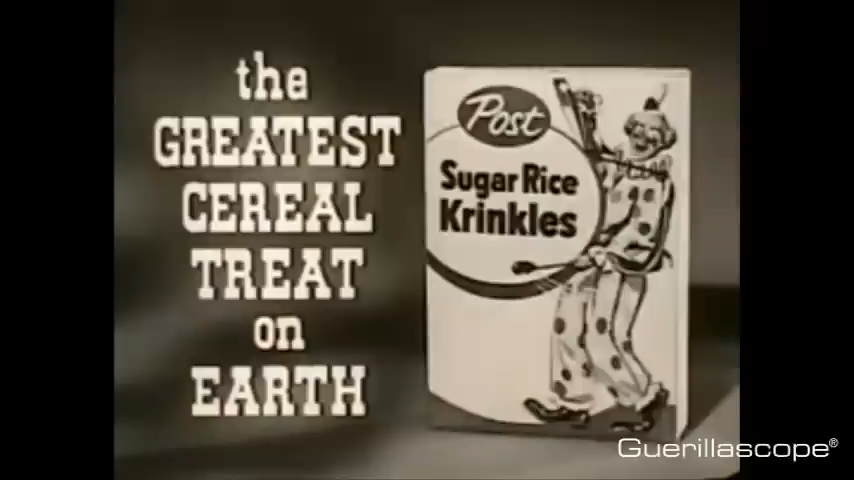 the
GREATEST
CEREAL
TREAT
on
EARTH
Post
Sugar Rice
Krinkles
Guerillascope®